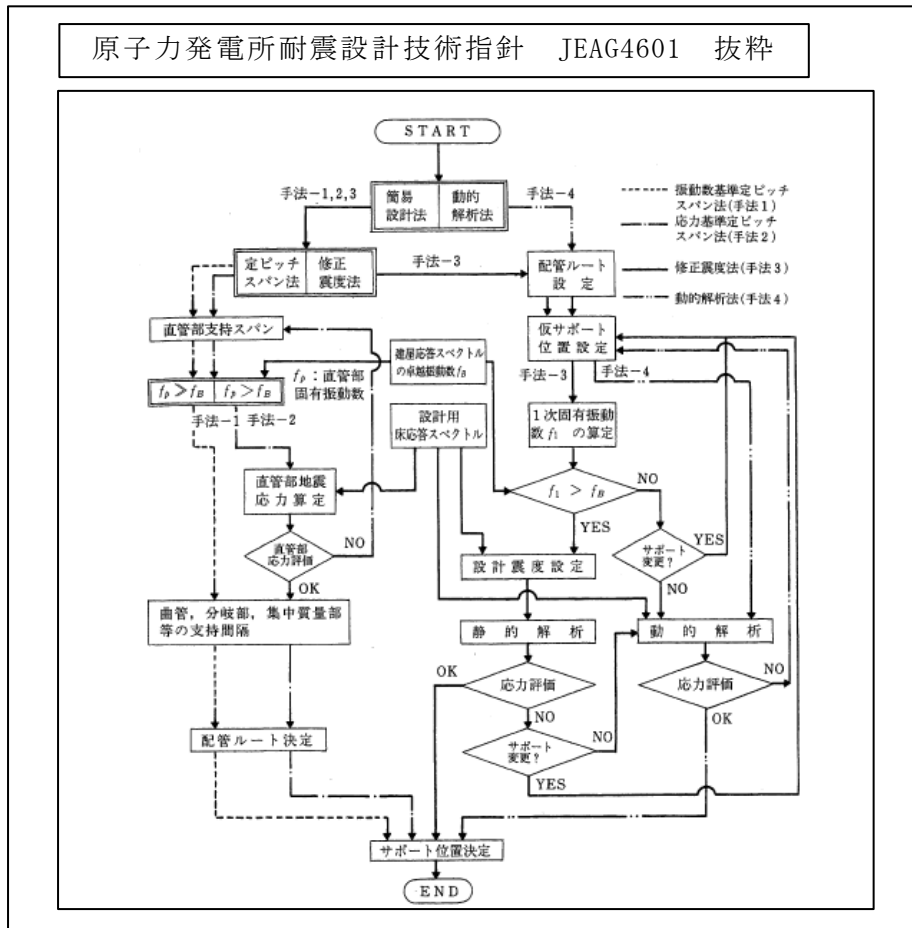 原子力発電所耐震設計技術指針　JEAG4601　抜粋
START
手法-1,2,3
手法-4
簡易
設計法
動的
解析法
振動数基準定ピッチ
スパン法(手法1)
応力基準定ピッチ
スパン法(手法2)
修正震度法(手法3)
動的解析法(手法4)
定ピッチ
スパン法
修正
震度法
手法-3
配管ルート
設定
直管部支持スパン
仮サポート
位置設定
建屋応答スペクトル
の卓越振動数fB
手法-3
手法-4
fp≫fB
fp>fB
fp：直管部
固有振動数
手法-1
手法-2
1次固有振動
数f1の算定
設計用
床応答スペクトル
直管部地震
応力算定
f1 > fB
NO
YES
直管部
応力評価
NO
OK
サポート
変更?
YES
NO
設計震度設定
曲管，分岐部，集中質量部
等の支持間隔
静的解析
動的解析
OK
応力評価
NO
応力評価
NO
OK
配管ルート決定
サポート
変更?
NO
YES
サポート位置決定
END